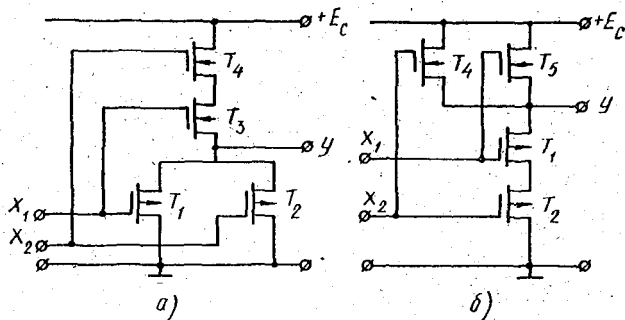 +E_c
T_4
T_3
y
X_1
T_1
T_2
X_2
а)
+E_c
T_4
T_5
y
X_1
T_1
X_2
T_2
б)